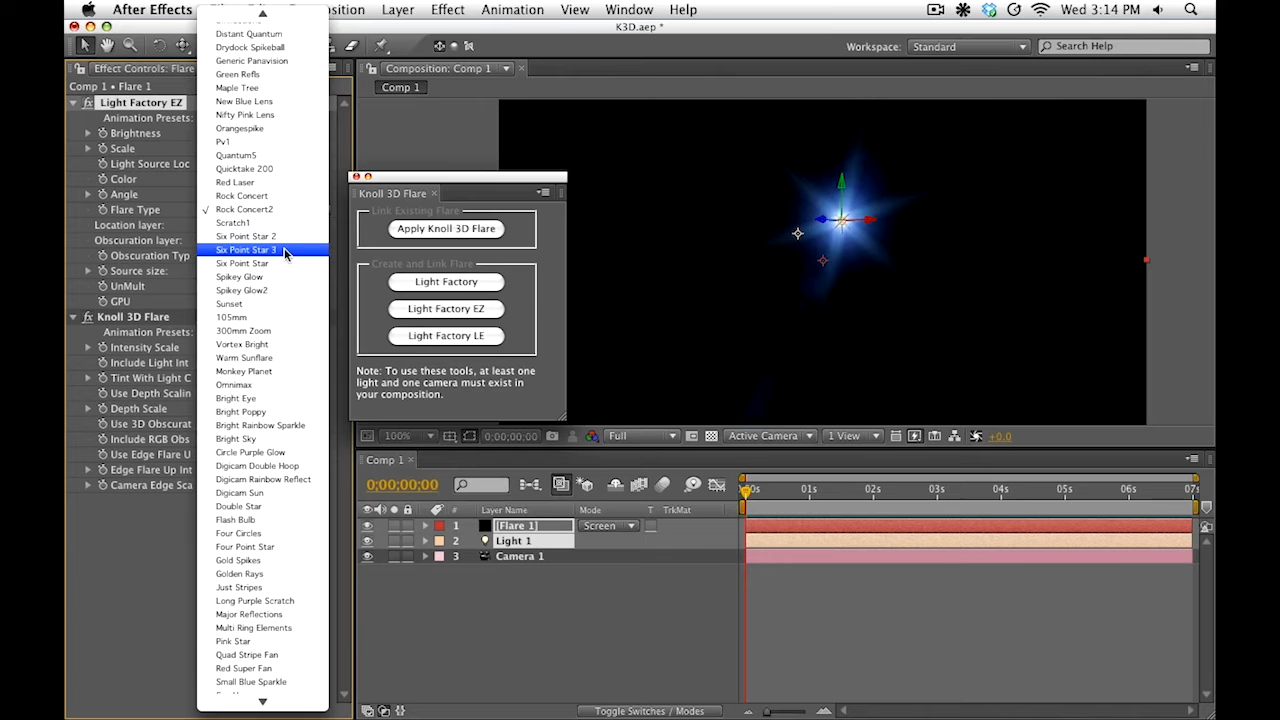 After Effects
position
Layer
Effect
Animation
View
Window
Help
Wed 3:14 PM
K3D.aep *
Workspace:
Standard
Search Help
Effect Controls: Flare
Comp 1 • Flare 1
Light Factory EZ
Animation Presets:
Brightness
Scale
Light Source Loc
Color
Angle
Flare Type
Location layer:
Obscuration layer:
Obscuration Typ
Source size:
UnMult
GPU
Knoll 3D Flare
Animation Presets:
Intensity Scale
Include Light Int
Tint With Light C
Use Depth Scalin
Depth Scale
Use 3D Obscurat
Include RGB Obs
Use Edge Flare U
Edge Flare Up Int
Camera Edge Sca
Distant Quantum
Drydock Spikeball
Generic Panavision
Green Refls
Maple Tree
New Blue Lens
Nifty Pink Lens
Orangespike
Pv1
Quantum5
Quicktake 200
Red Laser
Rock Concert
✓ Rock Concert2
Scratch1
Six Point Star 2
Six Point Star 3
Six Point Star
Spikey Glow
Spikey Glow2
Sunset
105mm
300mm Zoom
Vortex Bright
Warm Sunflare
Monkey Planet
Omnimax
Bright Eye
Bright Poppy
Bright Rainbow Sparkle
Bright Sky
Circle Purple Glow
Digicam Double Hoop
Digicam Rainbow Reflect
Digicam Sun
Double Star
Flash Bulb
Four Circles
Four Point Star
Gold Spikes
Golden Rays
Just Stripes
Long Purple Scratch
Major Reflections
Multi Ring Elements
Pink Star
Quad Stripe Fan
Red Super Fan
Small Blue Sparkle
Knoll 3D Flare
Link Existing Flare
Apply Knoll 3D Flare
Create and Link Flare
Light Factory
Light Factory EZ
Light Factory LE
Note: To use these tools, at least one
light and one camera must exist in
your composition.
Composition: Comp 1
Comp 1
100%
0;00;00;00
Full
Active Camera
1 View
+0.0
Comp 1
0;00;00;00
# Layer Name
Mode
T TrkMat
01s
02s
03s
04s
05s
06s
07s
1 [Flare 1] Screen
2 Light 1
3 Camera 1
Toggle Switches / Modes